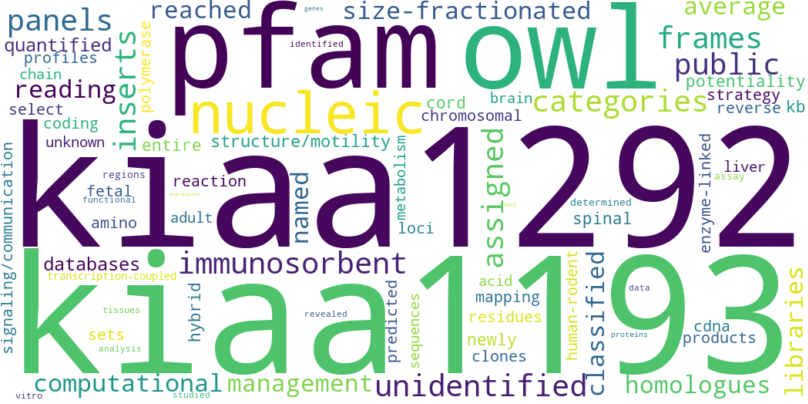 panels
reached
size-fractionated
average
quantified
pfam
owl
frames
profiles
identified
genes
public
chain
inserts
polymerase
potentiality
reading
nucleic
cord
brain
categories
strategy
select
chromosomal
reverse
kb
coding
unknown
entire
structure/motility
kiaa1292
signaling/communication
regions
fetal
functional
reaction
expression
named
metabolism
assigned
cell
determined
enzyme-linked
liver
assay
amino
adult
loci
spinal
databases
immunosorbent
kiaa1193
transcription-coupled
hybrid
predicted
sequences
acid
mapping
residues
human-rodent
classified
data
libraries
tissues
revealed
newly
cdna
products
proteins
sets
analysis
clones
computational
management
unidentified
homologues
vitro
studied